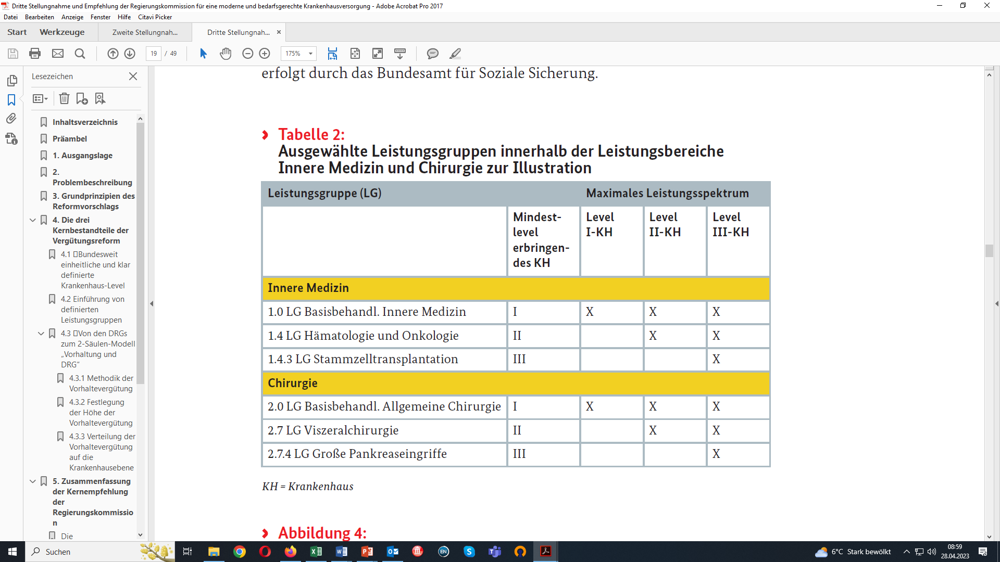 Dritte Stellungnahme und Empfehlung der Regierungskommission für eine moderne und bedarfsgerechte Krankenhausversorgung - Adobe Acrobat Pro 2017
Datei Bearbeiten Anzeige Fenster Hilfe Citavi Picker
Start Werkzeuge Zweite Stellungnah... Dritte Stellungnah... ×
19 / 49 175%
Lesezeichen
Inhaltsverzeichnis
Präambel
1. Ausgangslage
2.
Problembeschreibung
3. Grundprinzipien des
Reformvorschlags
4. Die drei
Kernbestandteile der
Vergütungsreform
4.1 Bundesweit
einheitliche und klar
definierte
Krankenhaus-Level
4.2 Einführung von
definierten
Leistungsgruppen
4.3 Von den DRGs
zum 2-Säulen-Modell
„Vorhaltung und
DRG“
4.3.1 Methodik der
Vorhaltevergütung
4.3.2 Festlegung
der Höhe der
Vorhaltevergütung
4.3.3 Verteilung der
Vorhaltevergütung
auf die
Krankenhausebene
5. Zusammenfassung
der Kernempfehlung
der
Regierungskommissio
n
Die
erfolgt durch das Bundesamt für Soziale Sicherung.
Tabelle 2:
Ausgewählte Leistungsgruppen innerhalb der Leistungsbereiche
Innere Medizin und Chirurgie zur Illustration
Leistungsgruppe (LG) Maximales Leistungsspektrum
Mindest- Level Level Level
level I-KH II-KH III-KH
erbringen-
des KH
Innere Medizin
1.0 LG Basisbehandl. Innere Medizin I X X X
1.4 LG Hämatologie und Onkologie II X X
1.4.3 LG Stammzelltransplantation III X
Chirurgie
2.0 LG Basisbehandl. Allgemeine Chirurgie I X X X
2.7 LG Viszeralchirurgie II X X
2.7.4 LG Große Pankreaseingriffe III X
KH = Krankenhaus
Abbildung 4:
Suchen EN 6°C Stark bewölkt 08:59
28.04.2023